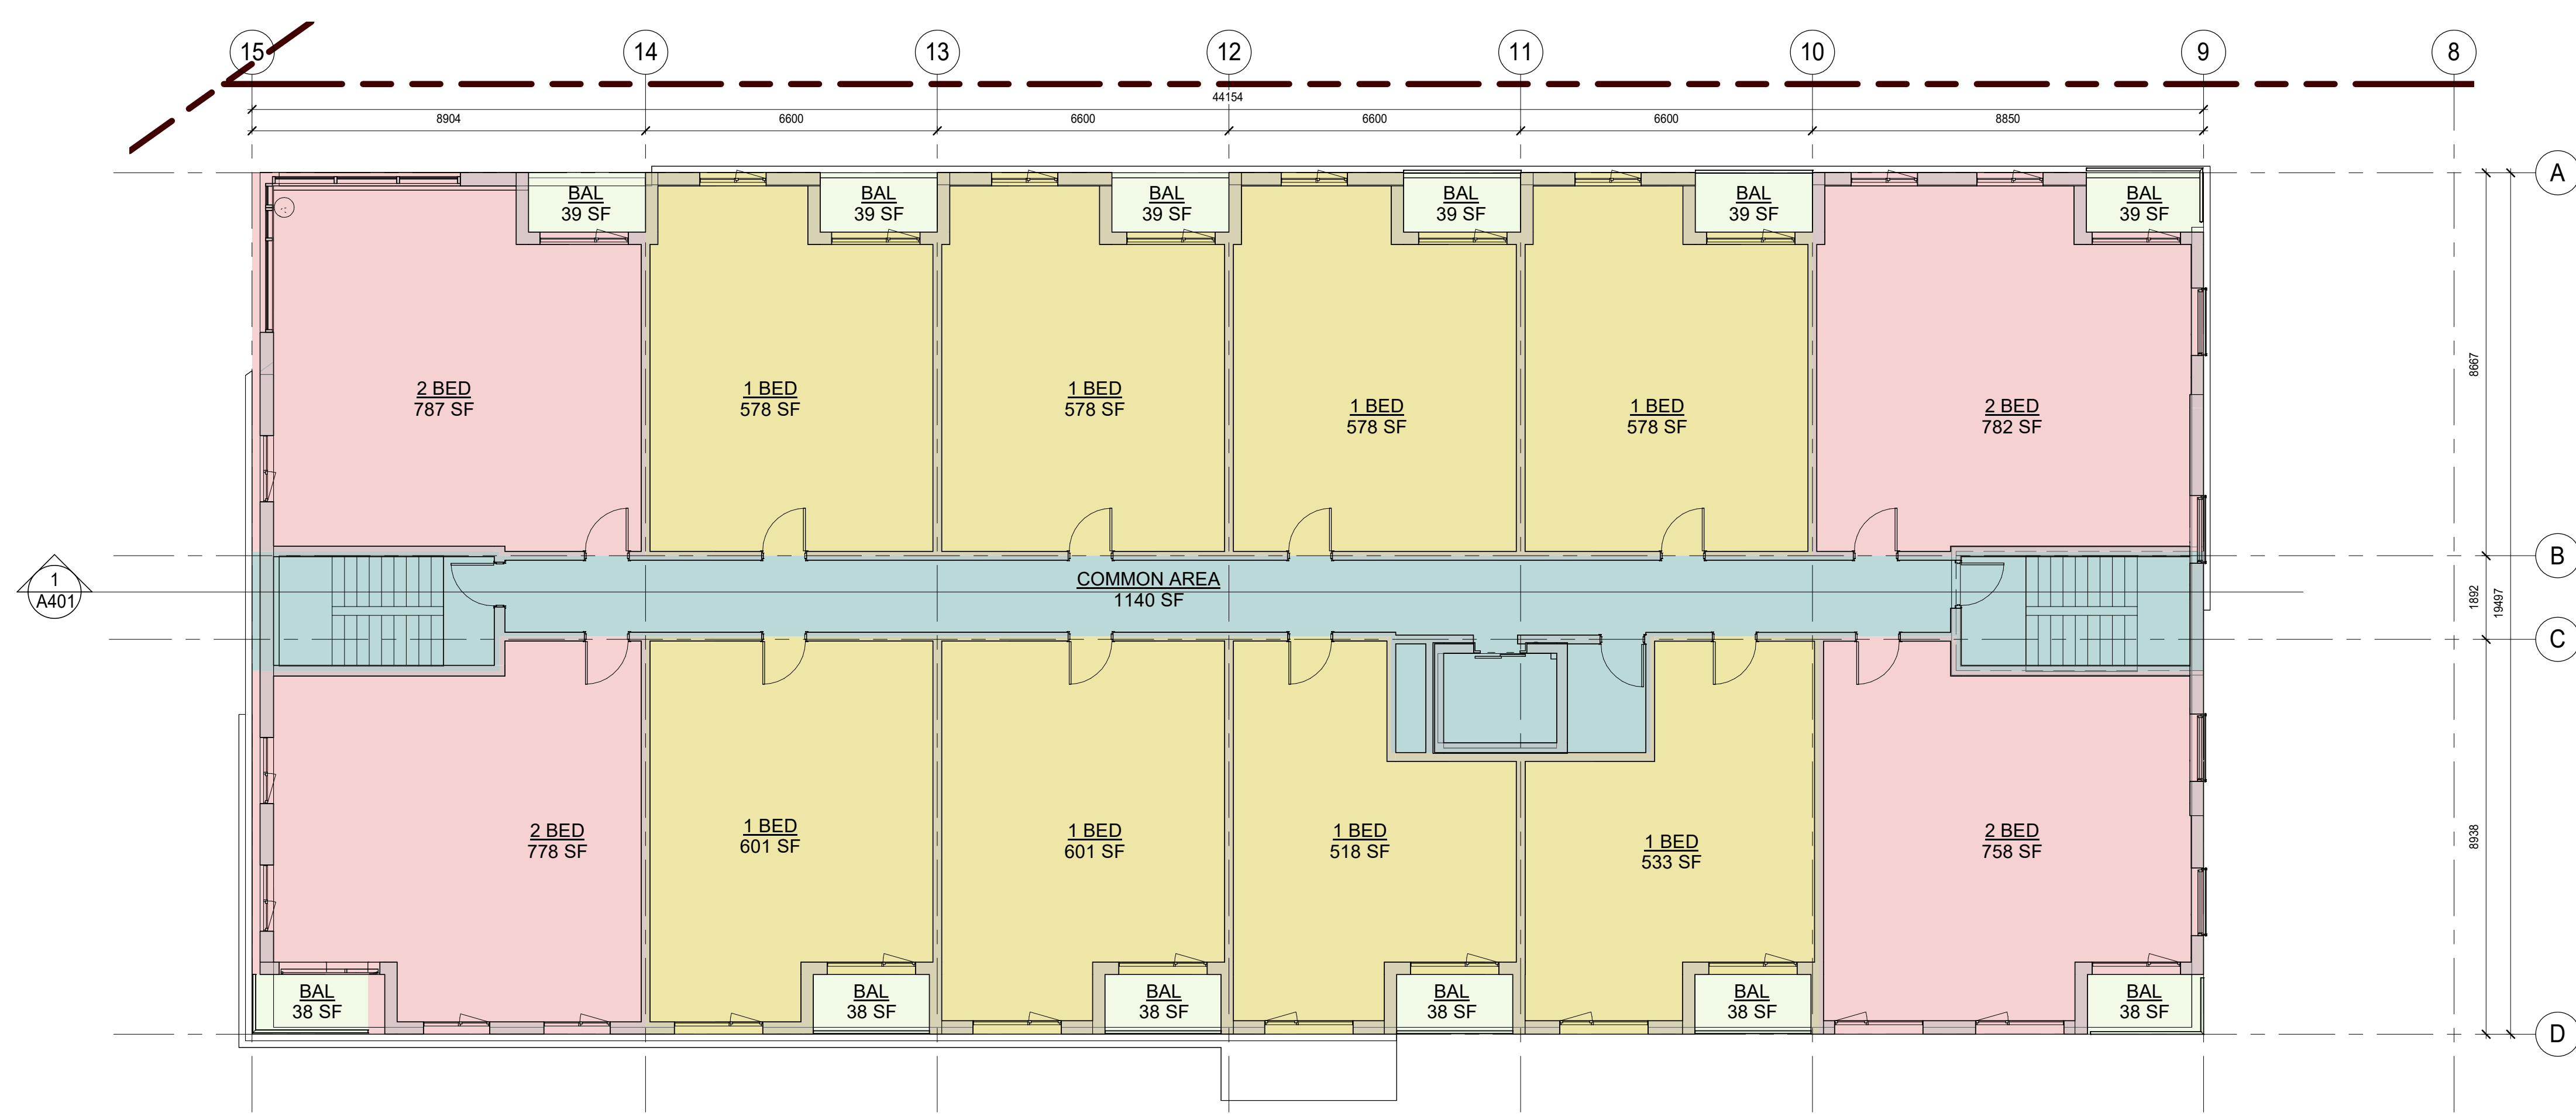 15
14
13
12
11
10
9
8
44154
8904
6600
6600
6600
6600
8850
A
BAL
39 SF
BAL
39 SF
BAL
39 SF
BAL
39 SF
BAL
39 SF
BAL
39 SF
8667
2 BED
787 SF
1 BED
578 SF
1 BED
578 SF
1 BED
578 SF
1 BED
578 SF
2 BED
782 SF
B
1
A401
COMMON AREA
1140 SF
1892
19497
C
2 BED
778 SF
1 BED
601 SF
1 BED
601 SF
1 BED
518 SF
1 BED
533 SF
2 BED
758 SF
8938
BAL
38 SF
BAL
38 SF
BAL
38 SF
BAL
38 SF
BAL
38 SF
BAL
38 SF
D